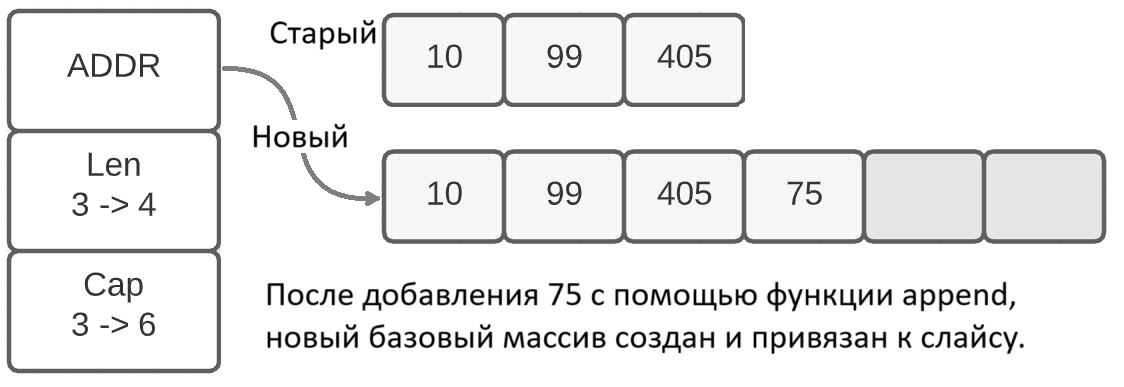 ADDR
Len
3 -> 4
Cap
3 -> 6
Старый
10 99 405
Новый
10 99 405 75
После добавления 75 с помощью функции append,
новый базовый массив создан и привязан к слайсу.